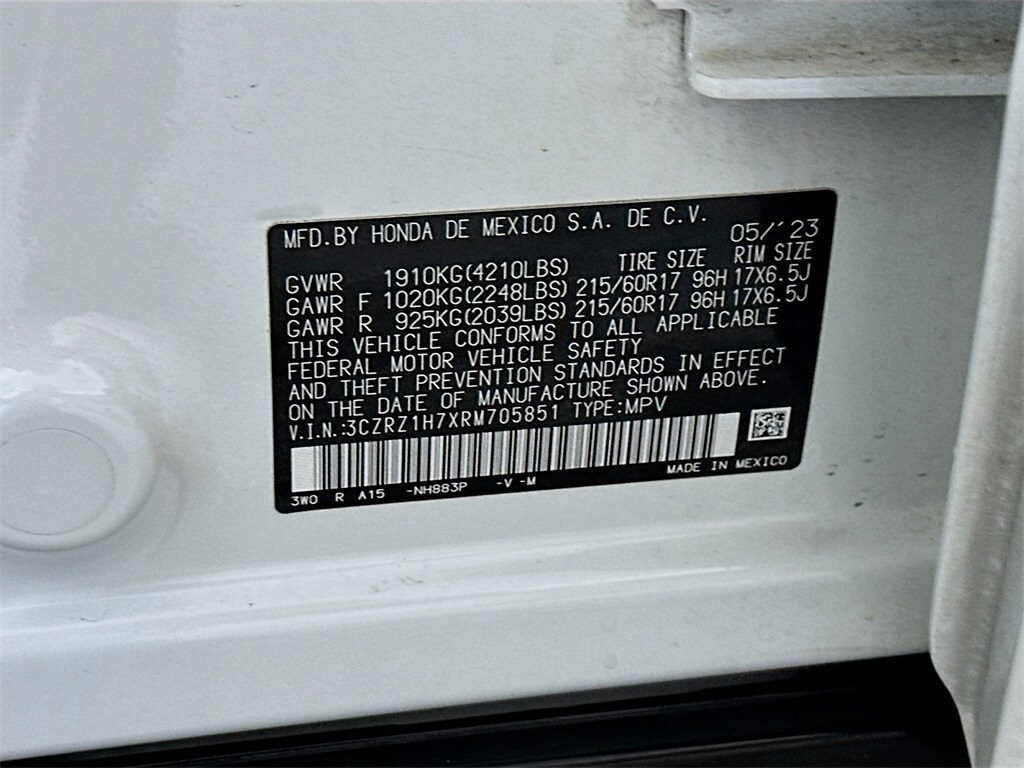 MFD.BY HONDA DE MEXICO S.A. DE C.V.
05/'23
TIRE SIZE RIM SIZE
GVWR 1910KG(4210LBS)
GAWR F 1020KG(2248LBS) 215/60R17 96H 17X6.5J
GAWR R 925KG(2039LBS) 215/60R17 96H 17X6.5J
THIS VEHICLE CONFORMS TO ALL APPLICABLE
FEDERAL MOTOR VEHICLE SAFETY
AND THEFT PREVENTION STANDARDS IN EFFECT
ON THE DATE OF MANUFACTURE SHOWN ABOVE.
V.I.N.:3CZRZ1H7XRM705851 TYPE:MPV
MADE IN MEXICO
3W0 R A15 -NH883P -V -M